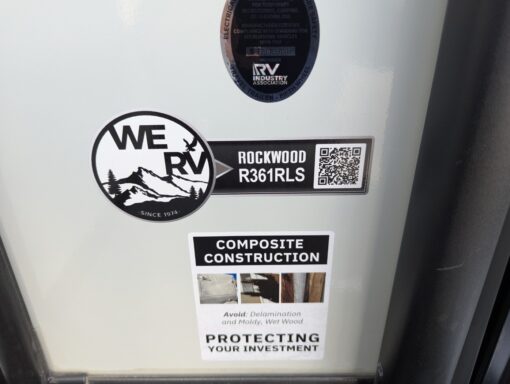 RV
INDUSTRY
ASSOCIATION
WE
RV
SINCE 1974
ROCKWOOD
R361RLS
COMPOSITE
CONSTRUCTION
Avoid: Delamination
and Moldy, Wet Wood
PROTECTING
YOUR INVESTMENT